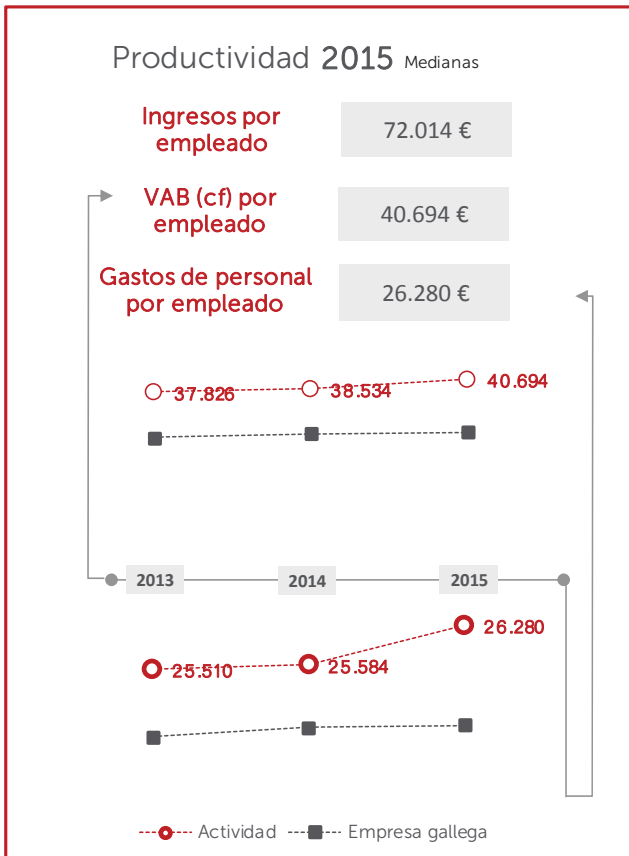 Productividad 2015 Medianas
Ingresos por
empleado
72.014 €
VAB (cf) por
empleado
40.694 €
Gastos de personal
por empleado
26.280 €
37.826
38.534
40.694
2013
2014
2015
25.510
25.584
26.280
Actividad
Empresa gallega